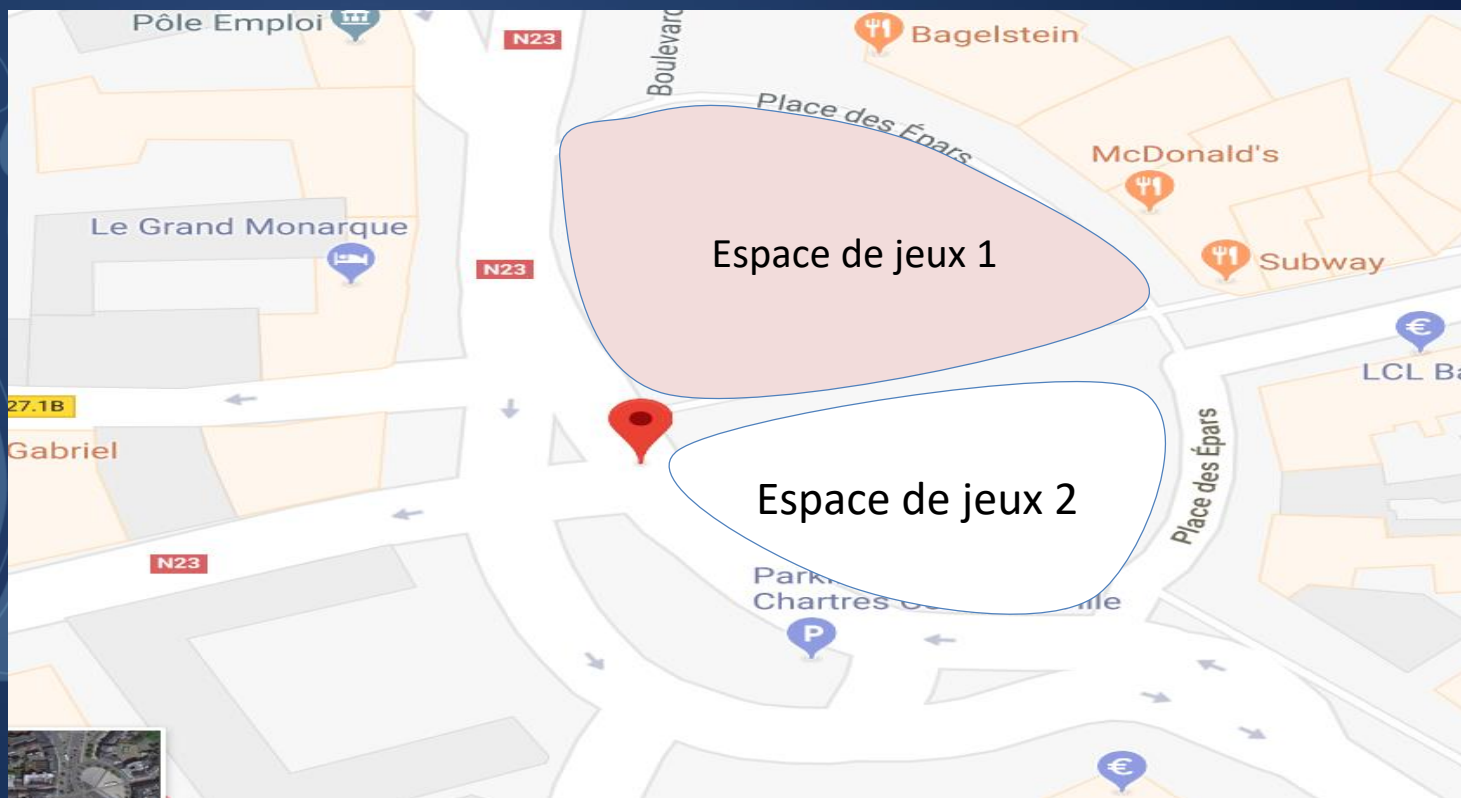 Pôle Emploi
N23
Boulevard
Bagelstein
Place des Épars
McDonald's
Le Grand Monarque
N23
Espace de jeux 1
Subway
LCL Ba
27.1B
Gabriel
Place des Épars
Espace de jeux 2
N23
Park
Chartres
P
€
€